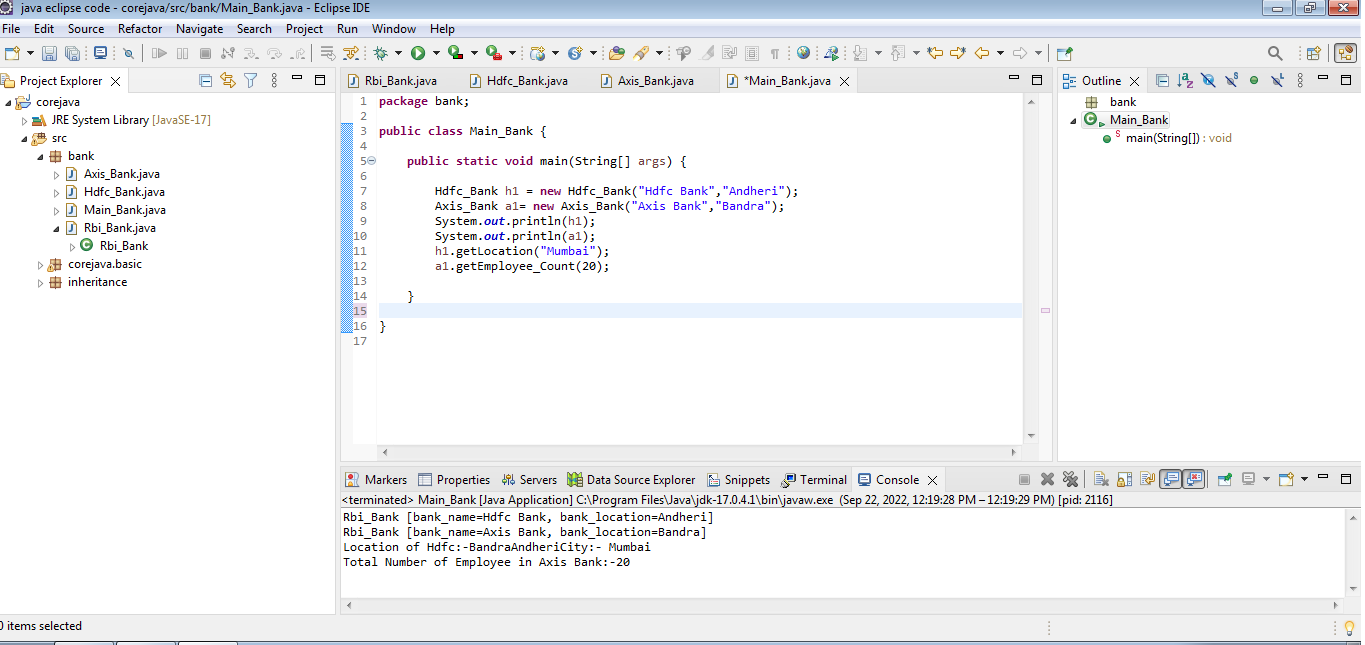 java eclipse code - corejava/src/bank/Main_Bank.java - Eclipse IDE
File Edit Source Refactor Navigate Search Project Run Window Help
Project Explorer
corejava
JRE System Library [JavaSE-17]
src
bank
Axis_Bank.java
Hdfc_Bank.java
Main_Bank.java
Rbi_Bank.java
Rbi_Bank
corejava.basic
inheritance
Rbi_Bank.java Hdfc_Bank.java Axis_Bank.java *Main_Bank.java
1 package bank;
2
3 public class Main_Bank {
4
5 public static void main(String[] args) {
6
7 Hdfc_Bank h1 = new Hdfc_Bank("Hdfc Bank","Andheri");
8 Axis_Bank a1= new Axis_Bank("Axis Bank","Bandra");
9 System.out.println(h1);
10 System.out.println(a1);
11 h1.getLocation("Mumbai");
12 a1.getEmployee_Count(20);
13
14 }
15
16 }
17
Outline
bank
Main_Bank
main(String[]) : void
Markers Properties Servers Data Source Explorer Snippets Terminal Console
<terminated> Main_Bank [Java Application] C:\Program Files\Java\jdk-17.0.4.1\bin\javaw.exe (Sep 22, 2022, 12:19:28 PM – 12:19:29 PM) [pid: 2116]
Rbi_Bank [bank_name=Hdfc Bank, bank_location=Andheri]
Rbi_Bank [bank_name=Axis Bank, bank_location=Bandra]
Location of Hdfc:-BandraAndheriCity:- Mumbai
Total Number of Employee in Axis Bank:-20
0 items selected